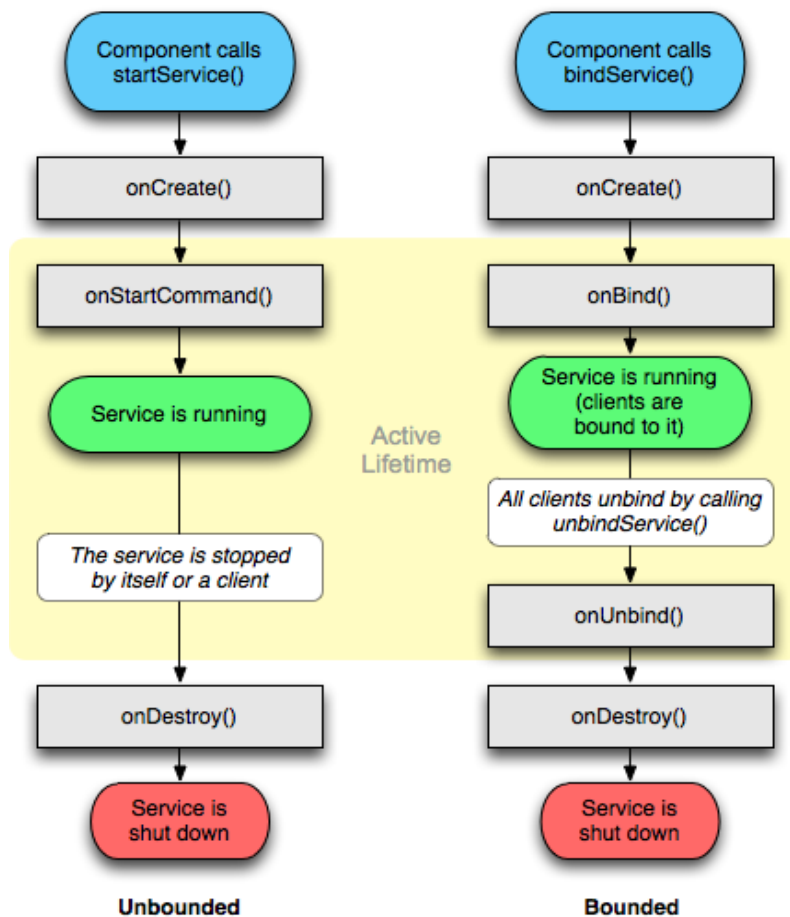 Component calls
startService()
onCreate()
onStartCommand()
Service is running
The service is stopped
by itself or a client
onDestroy()
Service is
shut down
Unbounded
Active
Lifetime
Component calls
bindService()
onCreate()
onBind()
Service is running
(clients are
bound to it)
All clients unbind by calling
unbindService()
onUnbind()
onDestroy()
Service is
shut down
Bounded